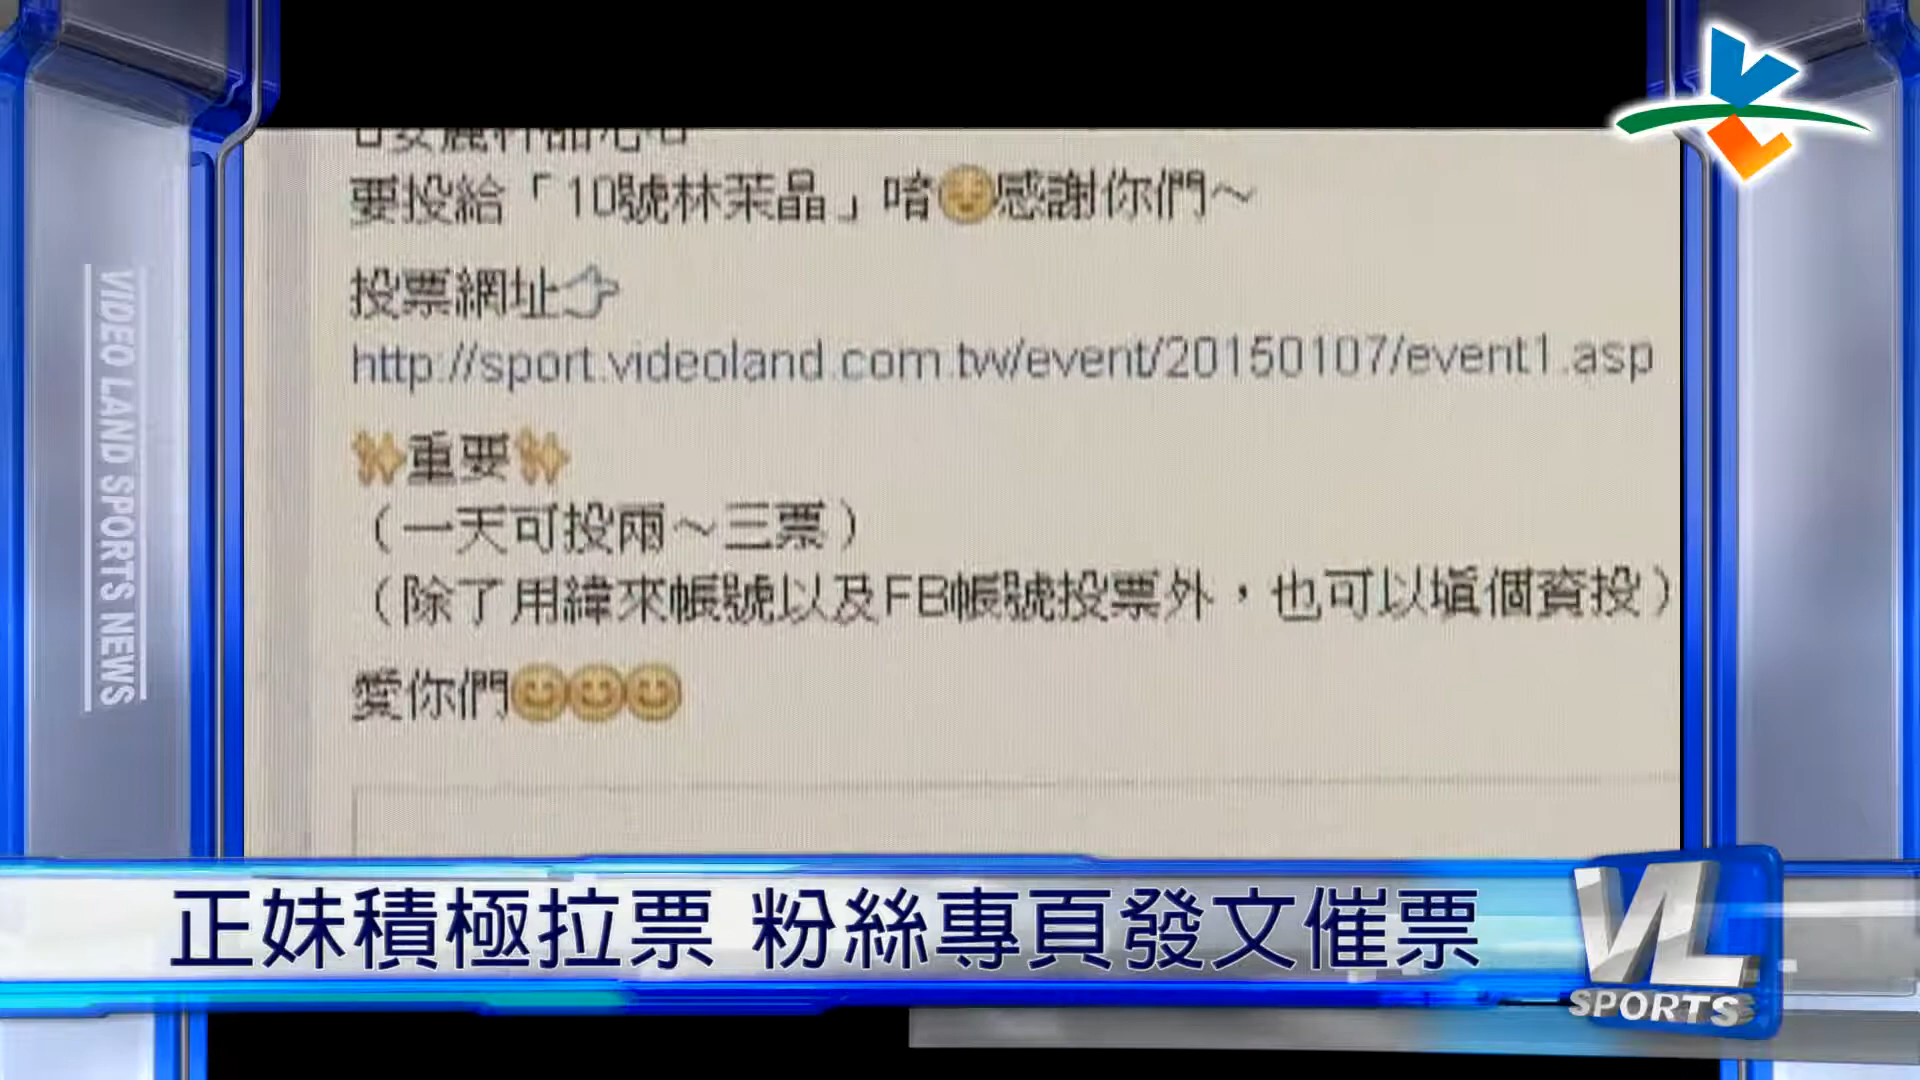 要投給「10號林茉晶」唷😌感謝你們～
投票網址👉
http://sport.videoland.com.tw/event/20150107/event1.asp
✨重要✨
（一天可投兩～三票）
（除了用緯來帳號以及FB帳號投票外，也可以填個資投）
愛你們😊😊😊
正妹積極拉票 粉絲專頁發文催票
VIDEO LAND SPORTS NEWS
VL
SPORTS